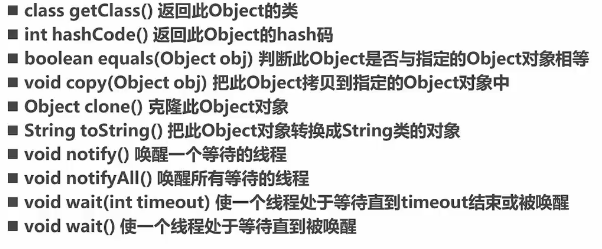 ■ class getClass() 返回此Object的类
■ int hashCode() 返回此Object的hash码
■ boolean equals(Object obj) 判断此Object是否与指定的Object对象相等
■ void copy(Object obj) 把此Object拷贝到指定的Object对象中
■ Object clone() 克隆此Object对象
■ String toString() 把此Object对象转换成String类的对象
■ void notify() 唤醒一个等待的线程
■ void notifyAll() 唤醒所有等待的线程
■ void wait(int timeout) 使一个线程处于等待直到timeout结束或被唤醒
■ void wait() 使一个线程处于等待直到被唤醒